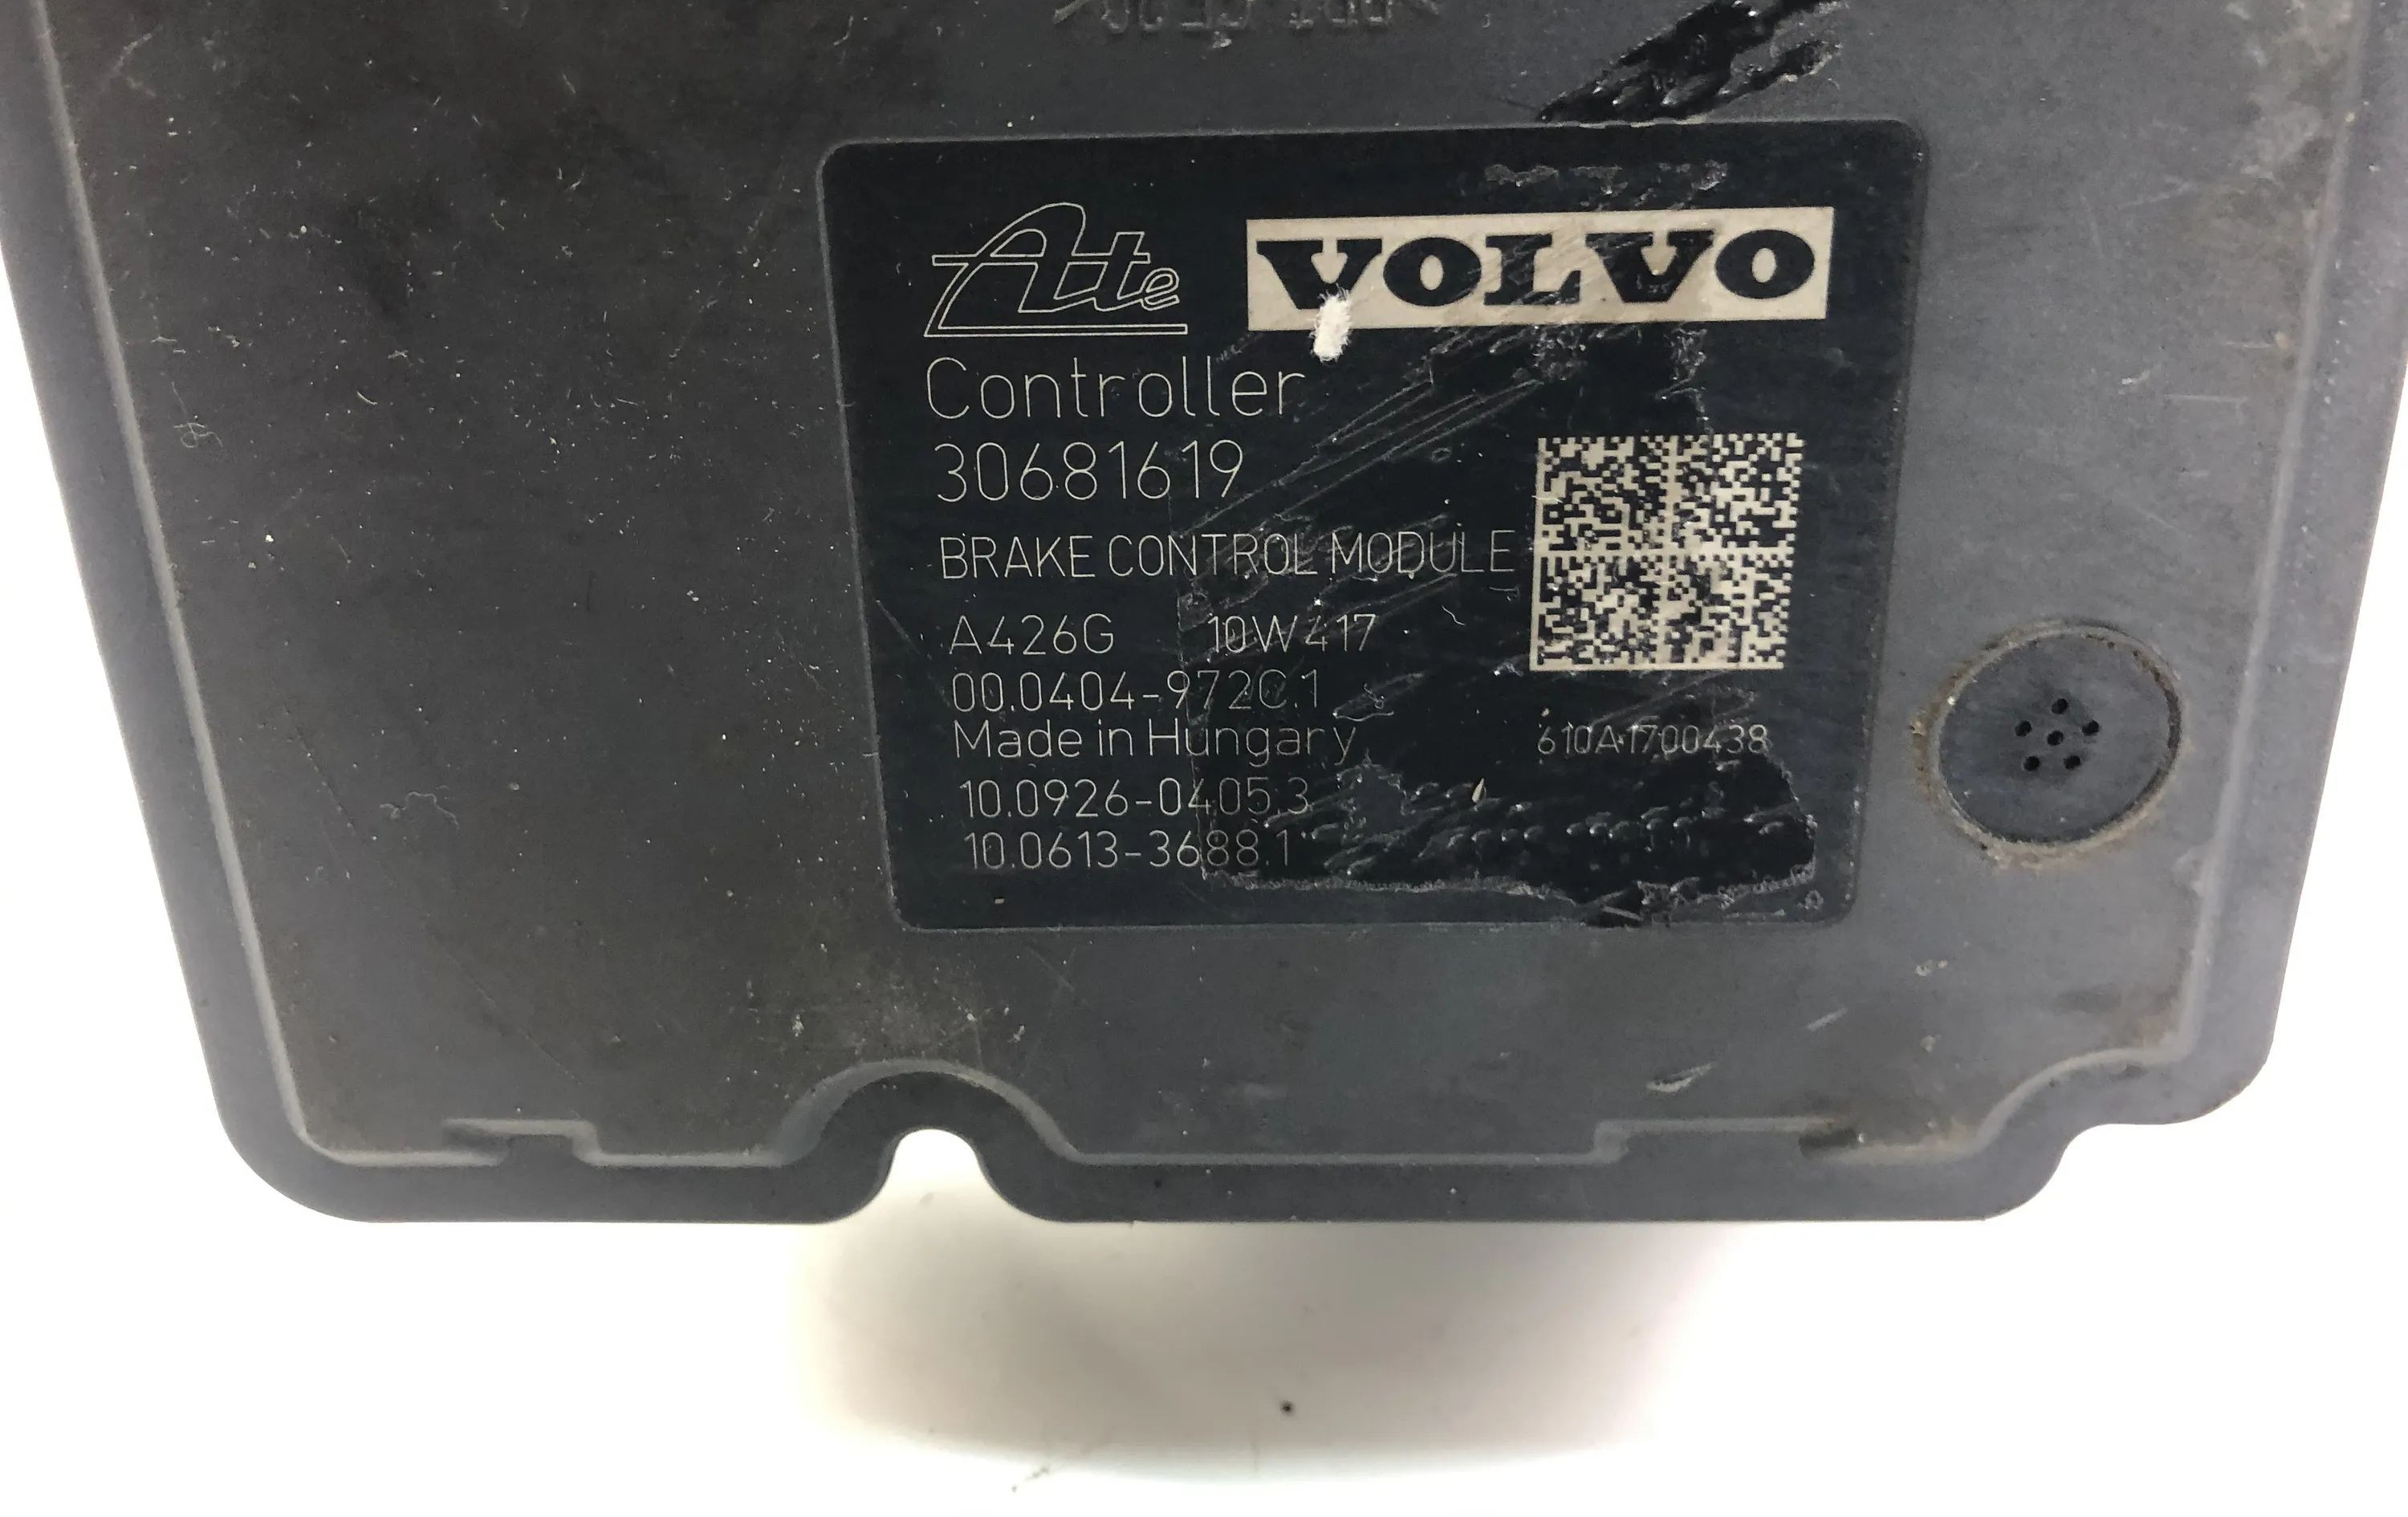 Ate VOLVO
Controller
30681619
BRAKE CONTROL MODULE
A426G 10W417
00.0404-972C.1
Made in Hungary
610A1700438
10.0926-0405.3
10.0613-3688.1